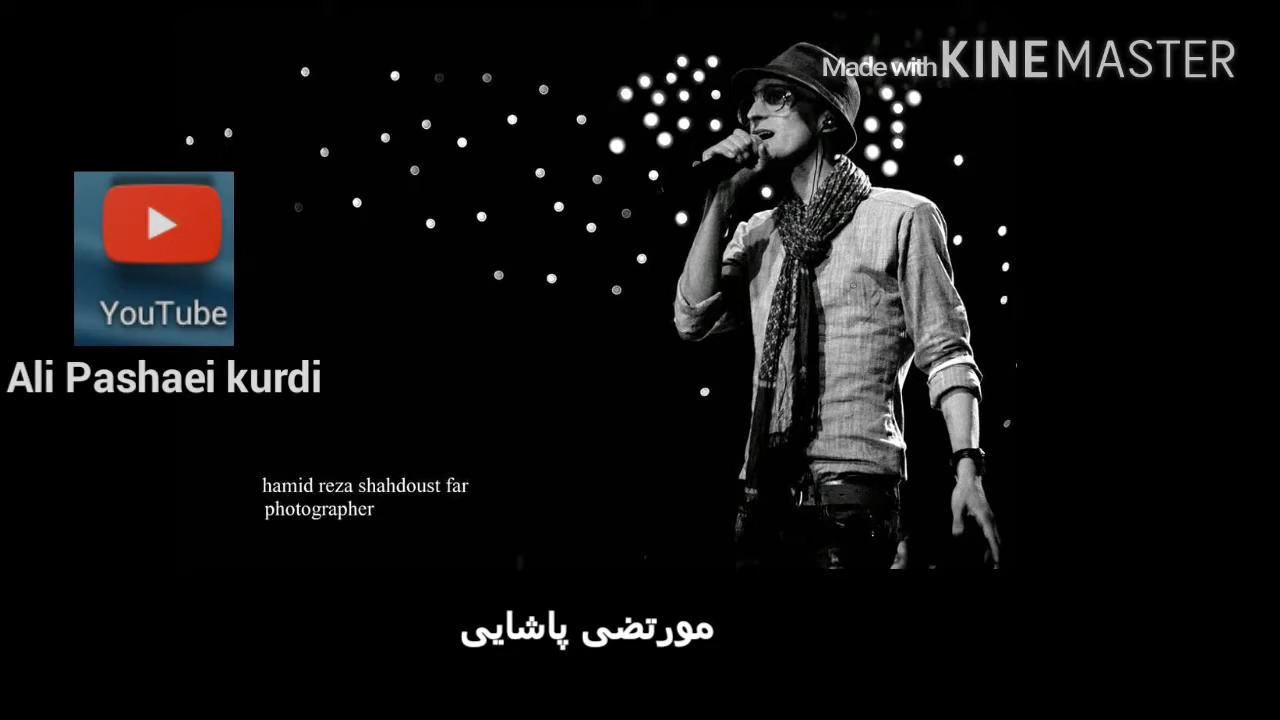 Made with KINEMASTER
YouTube
Ali Pashaei kurdi
hamid reza shahdoust far
photographer
مورتضی پاشایی